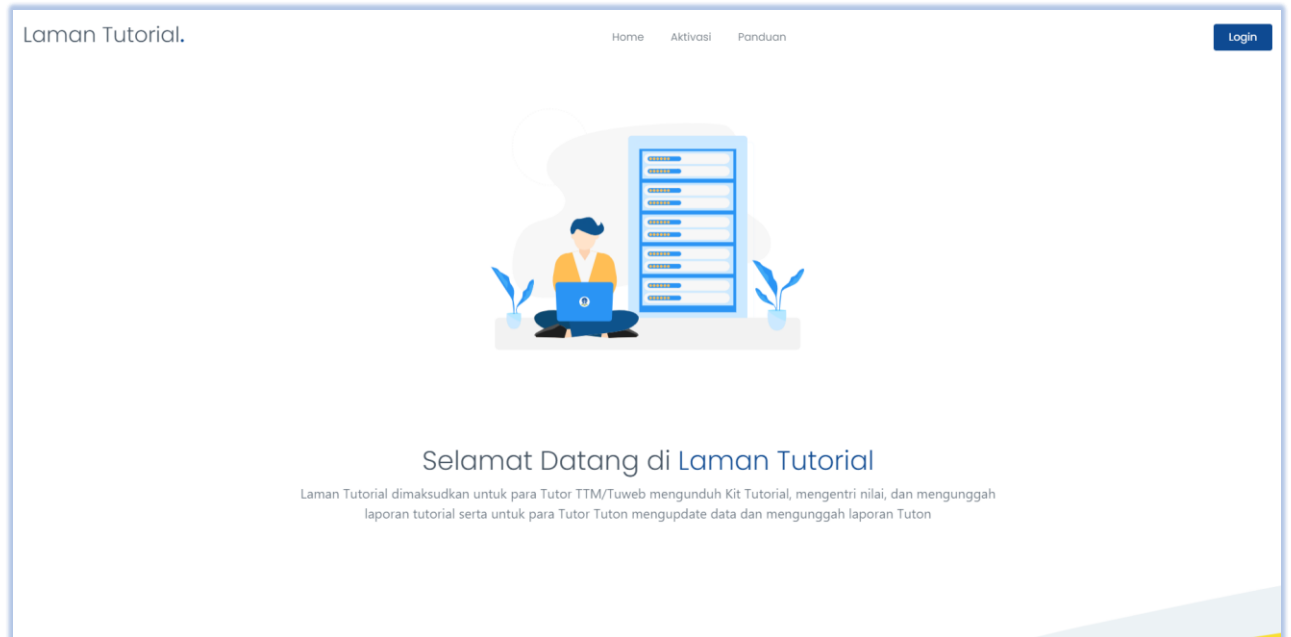 Laman Tutorial.
Home Aktivasi Panduan
Login
Selamat Datang di Laman Tutorial
Laman Tutorial dimaksudkan untuk para Tutor TTM/Tuweb mengunduh Kit Tutorial, mengentri nilai, dan mengunggah
laporan tutorial serta untuk para Tutor Tuton mengupdate data dan mengunggah laporan Tuton